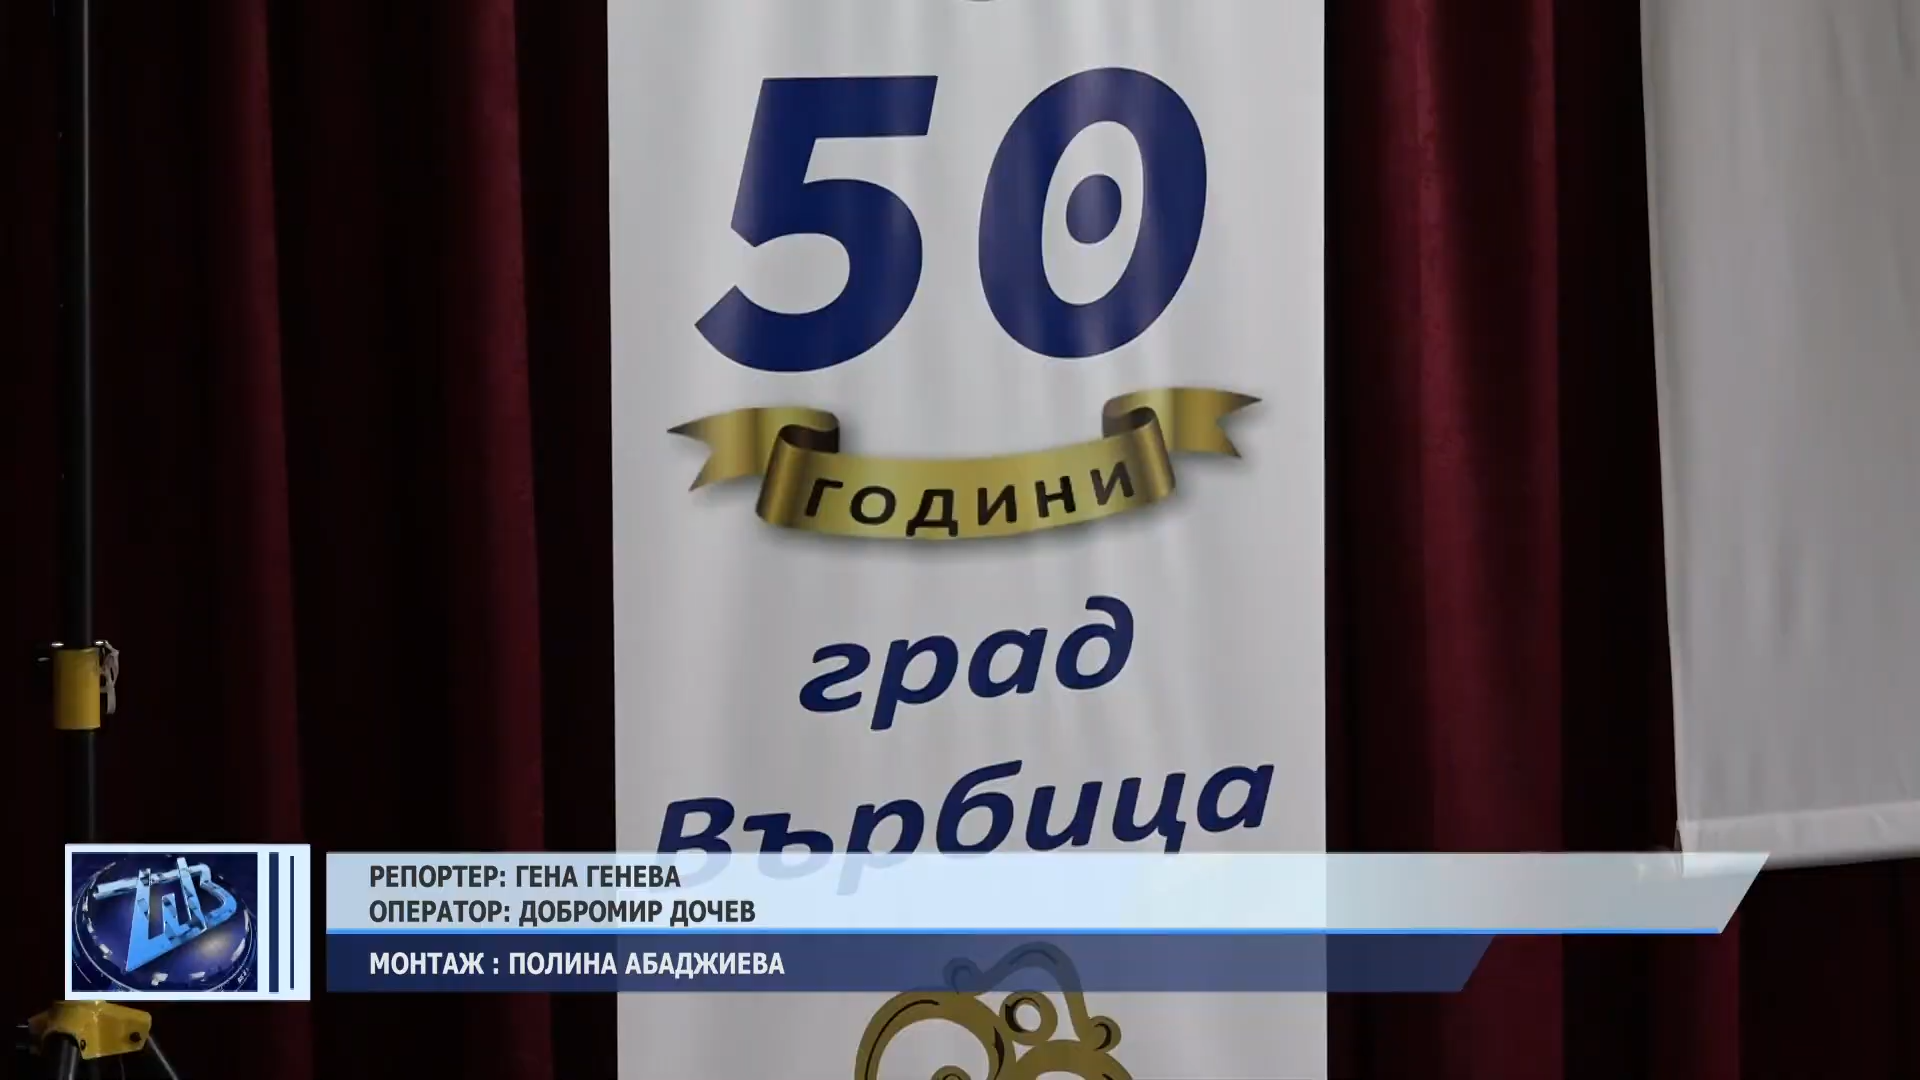 50
ГОДИНИ
град
Върбица
РЕПОРТЕР: ГЕНА ГЕНЕВА
ОПЕРАТОР: ДОБРОМИР ДОЧЕВ
МОНТАЖ : ПОЛИНА АБАДЖИЕВА